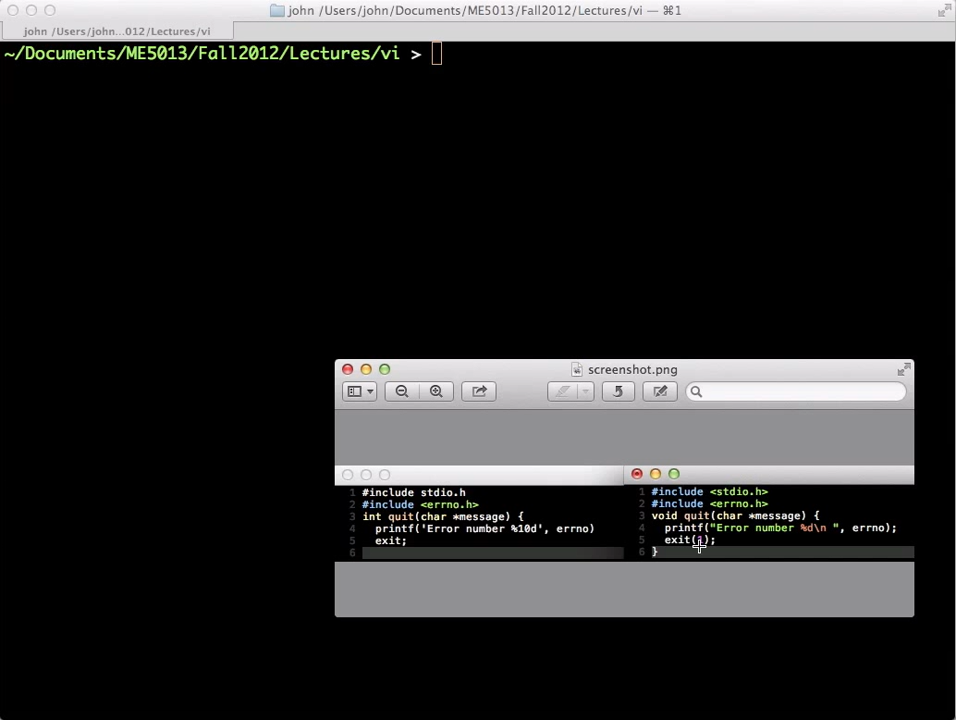 john /Users/john/Documents/ME5013/Fall2012/Lectures/vi — ⌘1
john /Users/john...012/Lectures/vi
~/Documents/ME5013/Fall2012/Lectures/vi >
screenshot.png
1 #include stdio.h
2 #include <errno.h>
3 int quit(char *message) {
4 printf('Error number %10d', errno)
5 exit;
6
1 #include <stdio.h>
2 #include <errno.h>
3 void quit(char *message) {
4 printf("Error number %d\n ", errno);
5 exit(1);
6 }